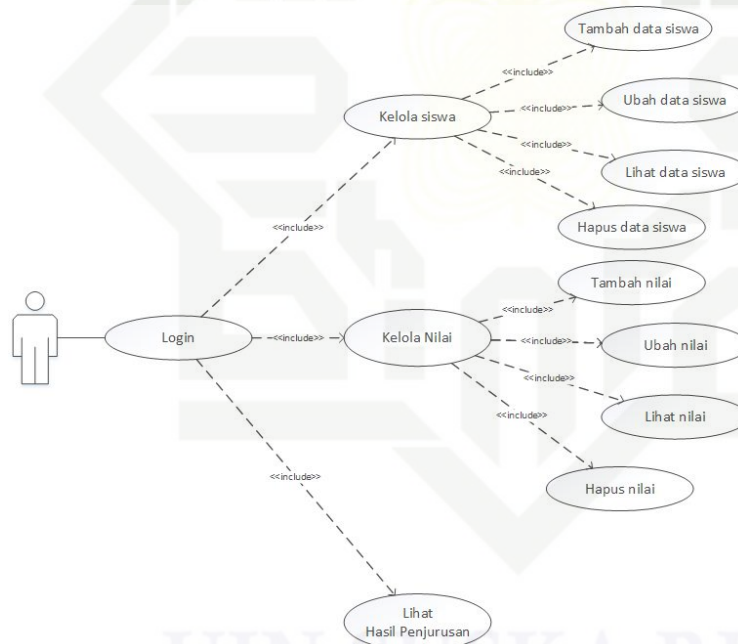 Tambah data siswa
<<include>>
Kelola siswa
<<include>>
Ubah data siswa
<<include>>
Lihat data siswa
<<include>>
Hapus data siswa
<<include>>
Login
<<include>>
Kelola Nilai
<<include>>
Tambah nilai
<<include>>
Ubah nilai
<<include>>
Lihat nilai
<<include>>
Hapus nilai
<<include>>
Lihat
Hasil Penjurusan